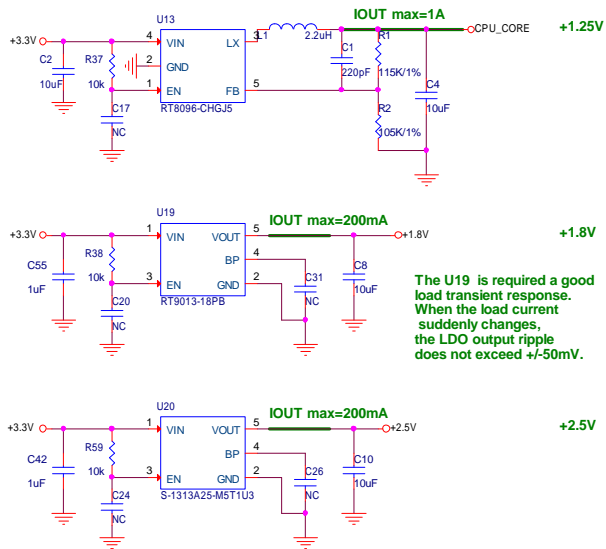 U13
IOUT max=1A
+1.25V
+3.3V
4
VIN
LX
3
L1
2.2uH
CPU_CORE
C2
10uF
R37
10k
2
GND
C1
220pF
R1
115K/1%
1
EN
FB
5
C4
10uF
C17
NC
RT8096-CHGJ5
R2
105K/1%
U19
IOUT max=200mA
+1.8V
+3.3V
1
VIN
VOUT
5
+1.8V
BP
4
C55
1uF
R38
10k
3
EN
GND
2
C31
NC
C8
10uF
C20
NC
RT9013-18PB
The U19 is required a good
load transient response.
When the load current
suddenly changes,
the LDO output ripple
does not exceed +/-50mV.
U20
IOUT max=200mA
+2.5V
+3.3V
1
VIN
VOUT
5
+2.5V
BP
4
C42
1uF
R59
10k
3
EN
GND
2
C26
NC
C10
10uF
C24
NC
S-1313A25-M5T1U3